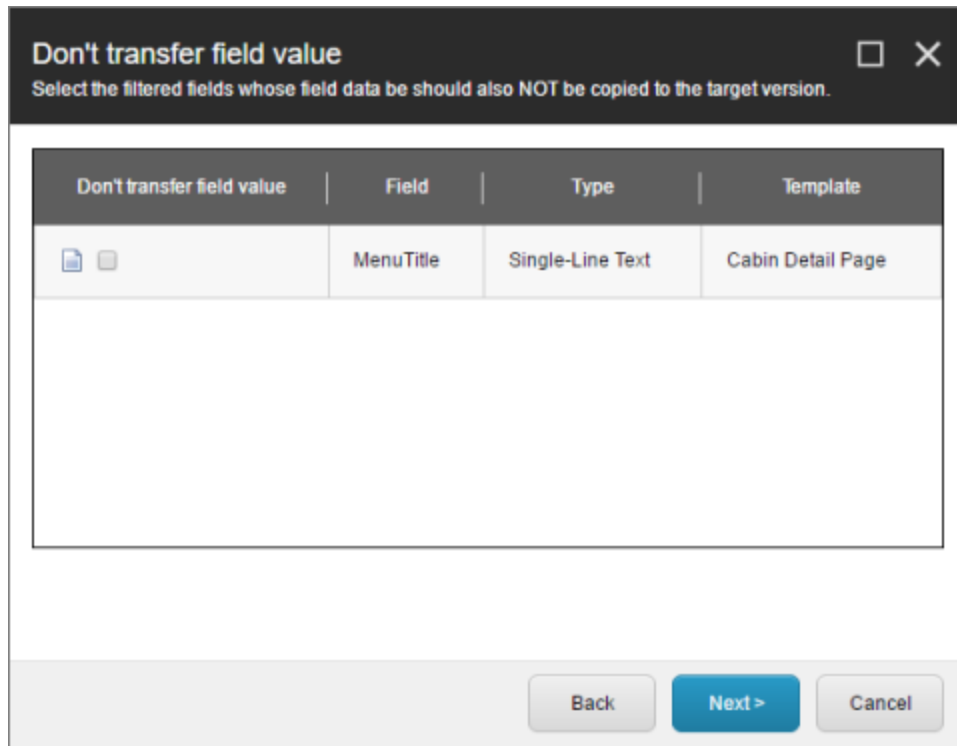 Don't transfer field value
Select the filtered fields whose field data be should also NOT be copied to the target version.
Don't transfer field value Field Type Template
MenuTitle Single-Line Text Cabin Detail Page
Back Next > Cancel